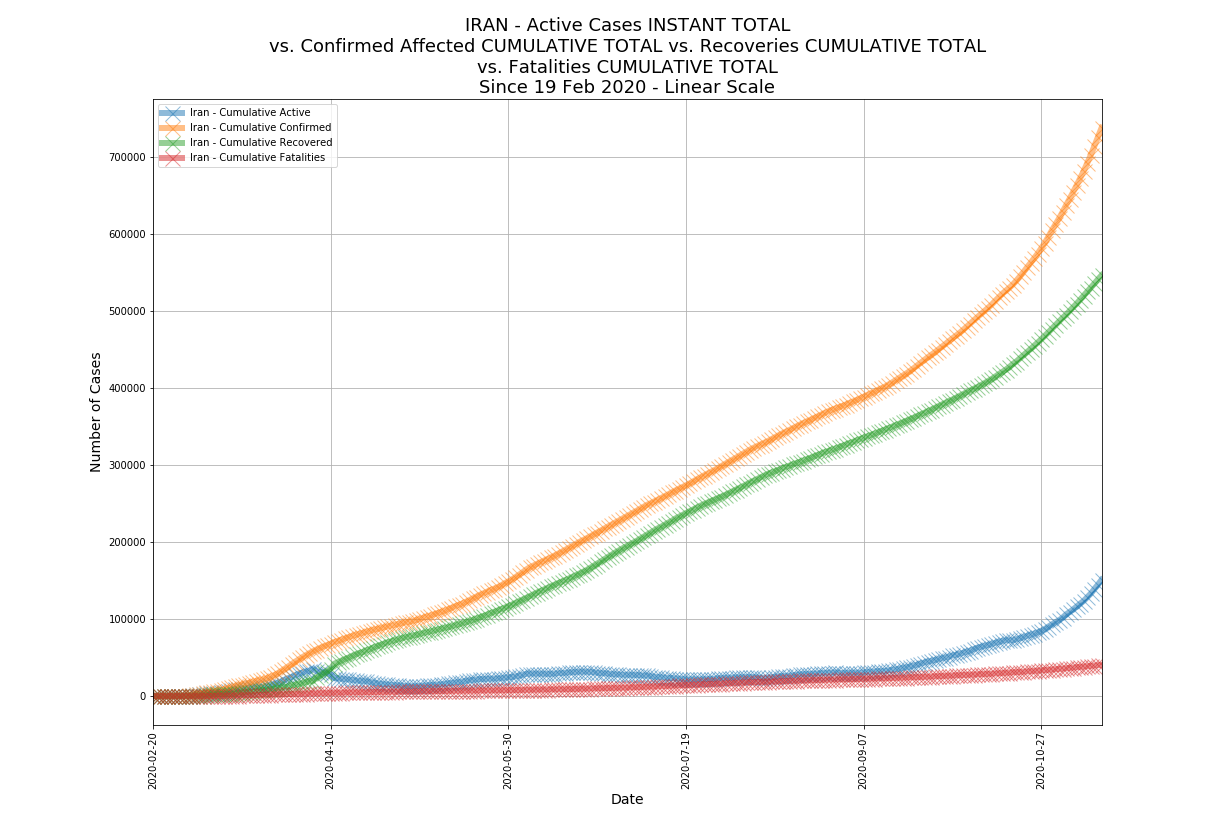 IRAN - Active Cases INSTANT TOTAL
vs. Confirmed Affected CUMULATIVE TOTAL vs. Recoveries CUMULATIVE TOTAL
vs. Fatalities CUMULATIVE TOTAL
Since 19 Feb 2020 - Linear Scale
Iran - Cumulative Active
Iran - Cumulative Confirmed
Iran - Cumulative Recovered
Iran - Cumulative Fatalities
Number of Cases
700000
600000
500000
400000
300000
200000
100000
0
2020-02-20
2020-04-10
2020-05-30
2020-07-19
2020-09-07
2020-10-27
Date